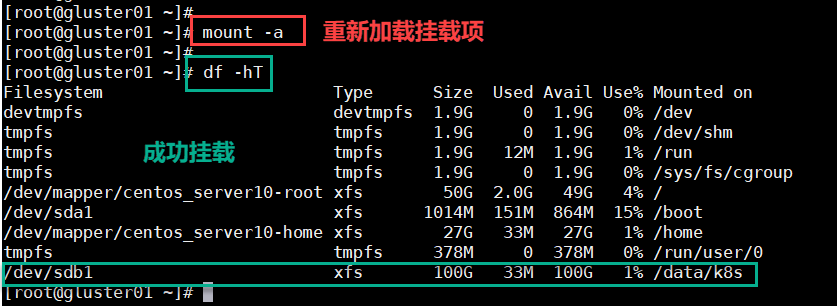 [root@gluster01 ~]#
[root@gluster01 ~]# mount -a 重新加载挂载项
[root@gluster01 ~]#
[root@gluster01 ~]# df -hT
Filesystem Type Size Used Avail Use% Mounted on
devtmpfs devtmpfs 1.9G 0 1.9G 0% /dev
tmpfs tmpfs 1.9G 0 1.9G 0% /dev/shm
tmpfs 成功挂载 tmpfs 1.9G 12M 1.9G 1% /run
tmpfs tmpfs 1.9G 0 1.9G 0% /sys/fs/cgroup
/dev/mapper/centos_server10-root xfs 50G 2.0G 49G 4% /
/dev/sda1 xfs 1014M 151M 864M 15% /boot
/dev/mapper/centos_server10-home xfs 27G 33M 27G 1% /home
tmpfs tmpfs 378M 0 378M 0% /run/user/0
/dev/sdb1 xfs 100G 33M 100G 1% /data/k8s
[root@gluster01 ~]#